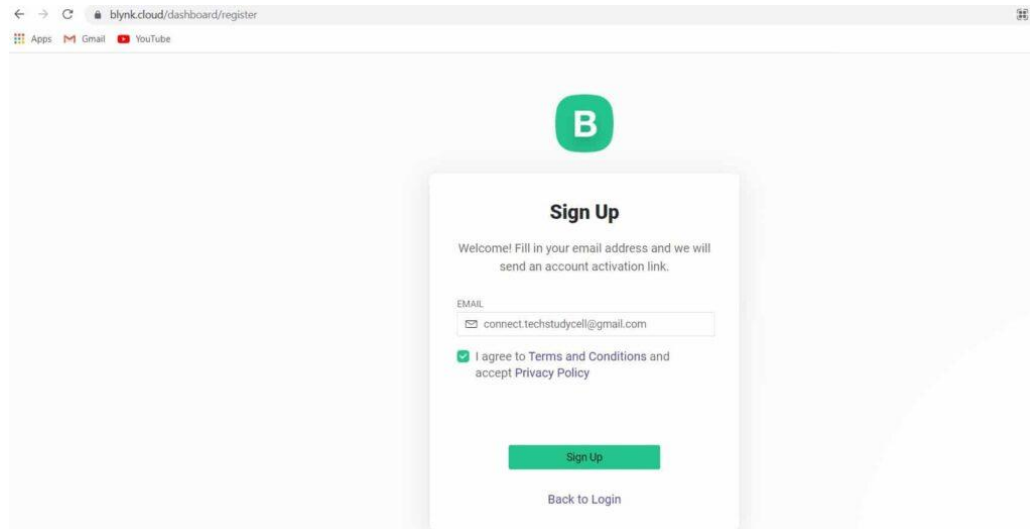 blynk.cloud/dashboard/register
Apps Gmail YouTube
B
Sign Up
Welcome! Fill in your email address and we will
send an account activation link.
EMAIL
connect.techstudycell@gmail.com
I agree to Terms and Conditions and
accept Privacy Policy
Sign Up
Back to Login